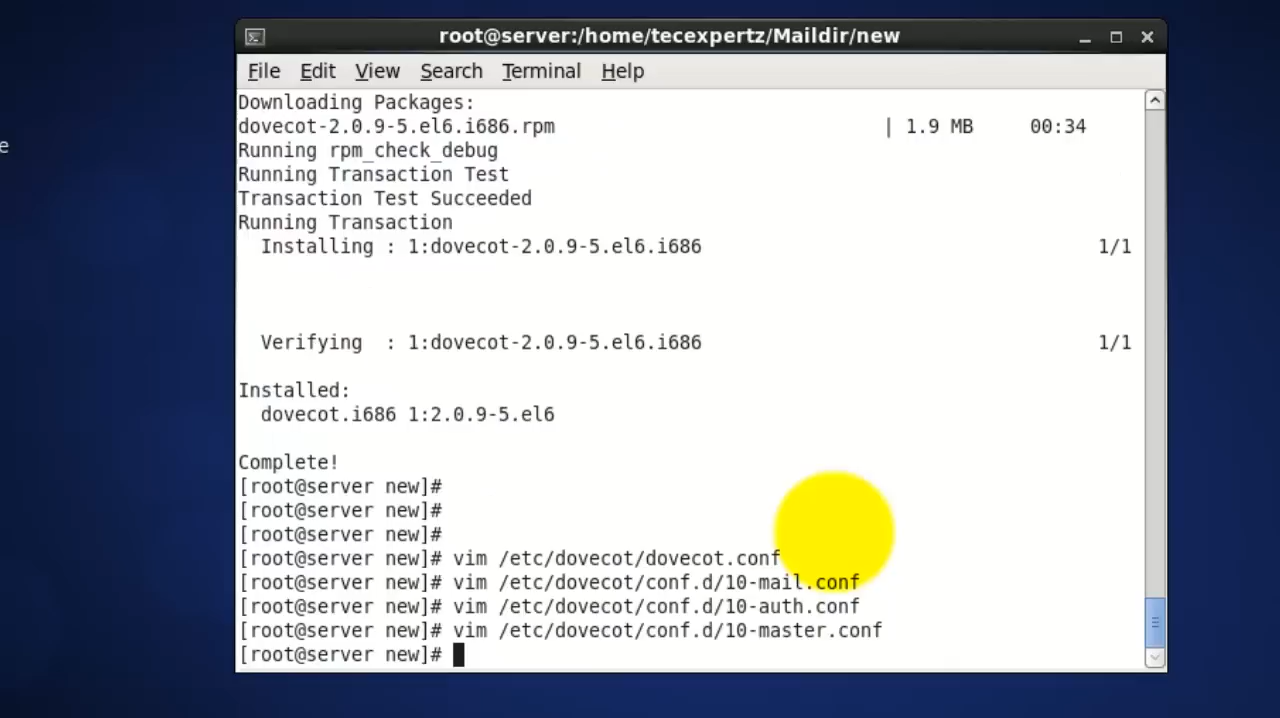 root@server:/home/tecexpertz/Maildir/new
File Edit View Search Terminal Help
Downloading Packages:
e
dovecot-2.0.9-5.el6.i686.rpm | 1.9 MB 00:34
Running rpm_check_debug
Running Transaction Test
Transaction Test Succeeded
Running Transaction
Installing : 1:dovecot-2.0.9-5.el6.i686 1/1
Verifying : 1:dovecot-2.0.9-5.el6.i686 1/1
Installed:
dovecot.i686 1:2.0.9-5.el6
Complete!
[root@server new]#
[root@server new]#
[root@server new]#
[root@server new]# vim /etc/dovecot/dovecot.conf
[root@server new]# vim /etc/dovecot/conf.d/10-mail.conf
[root@server new]# vim /etc/dovecot/conf.d/10-auth.conf
[root@server new]# vim /etc/dovecot/conf.d/10-master.conf
[root@server new]#